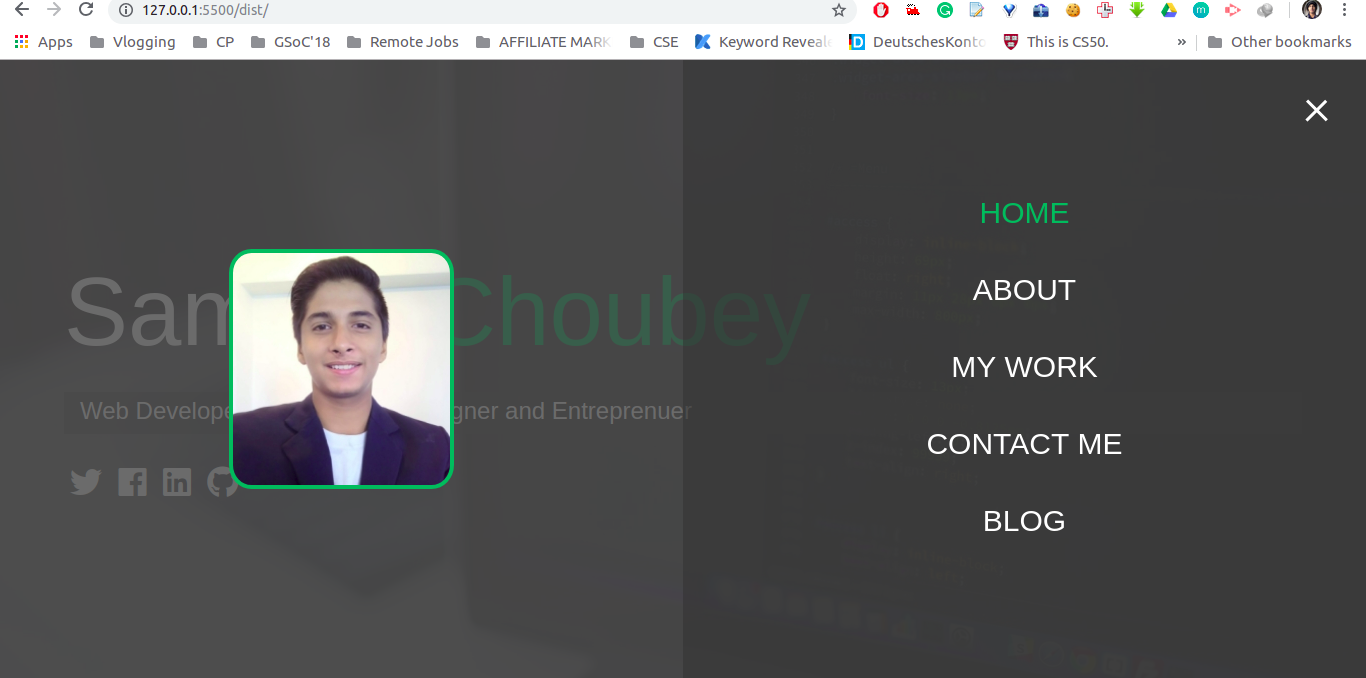 127.0.0.1:5500/dist/
Apps Vlogging CP GSoC'18 Remote Jobs AFFILIATE MARK CSE Keyword Reveale DeutschesKonto This is CS50. » Other bookmarks
HOME
ABOUT
Sam Choubey
MY WORK
Web Develope gner and Entreprenuer
CONTACT ME
BLOG